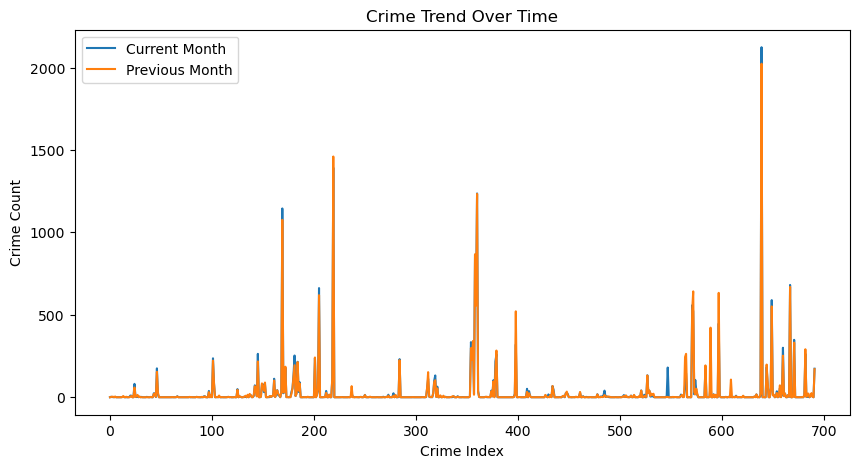 Crime Trend Over Time
Current Month
Previous Month
2000
1500
1000
500
0
Crime Count
0 100 200 300 400 500 600 700
Crime Index